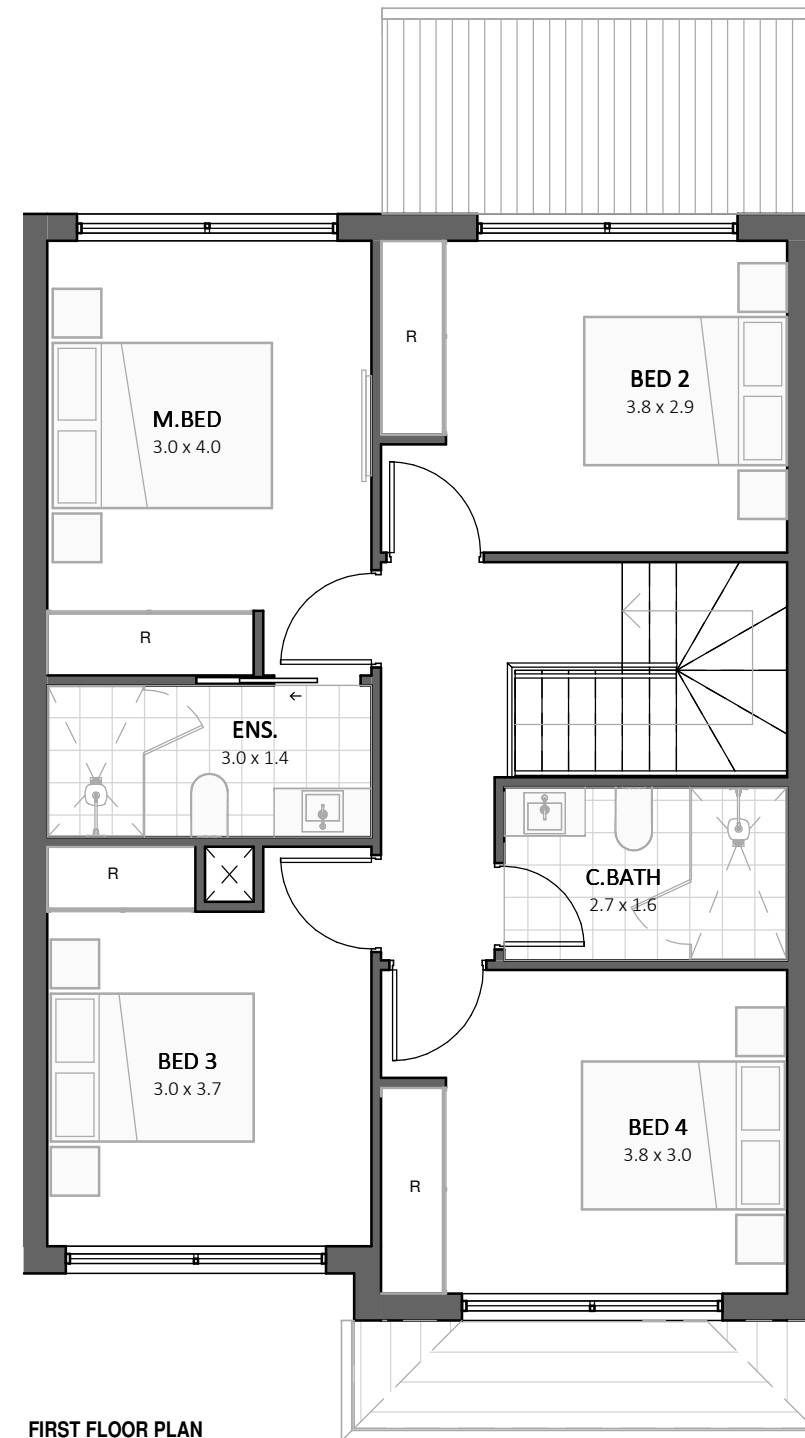 R
BED 2
3.8 x 2.9
M.BED
3.0 x 4.0
R
ENS.
3.0 x 1.4
R
C.BATH
2.7 x 1.6
BED 3
3.0 x 3.7
BED 4
3.8 x 3.0
R
FIRST FLOOR PLAN